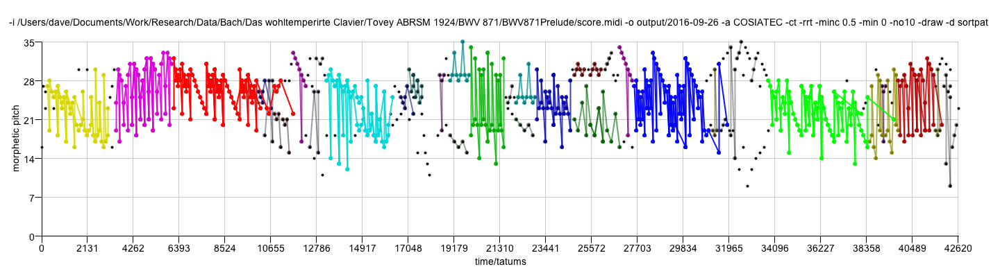 -i /Users/dave/Documents/Work/Research/Data/Bach/Das wohltemperirte Clavier/Tovey ABRSM 1924/BWV 871/BWV871Prelude/score.midi -o output/2016-09-26 -a COSIATEC -ct -rrt -minc 0.5 -min 0 -no10 -draw -d sortpat
35
28
21
14
7
0
morphetic pitch
0 2131 4262 6393 8524 10655 12786 14917 17048 19179 21310 23441 25572 27703 29834 31965 34096 36227 38358 40489 42620
time/tatums